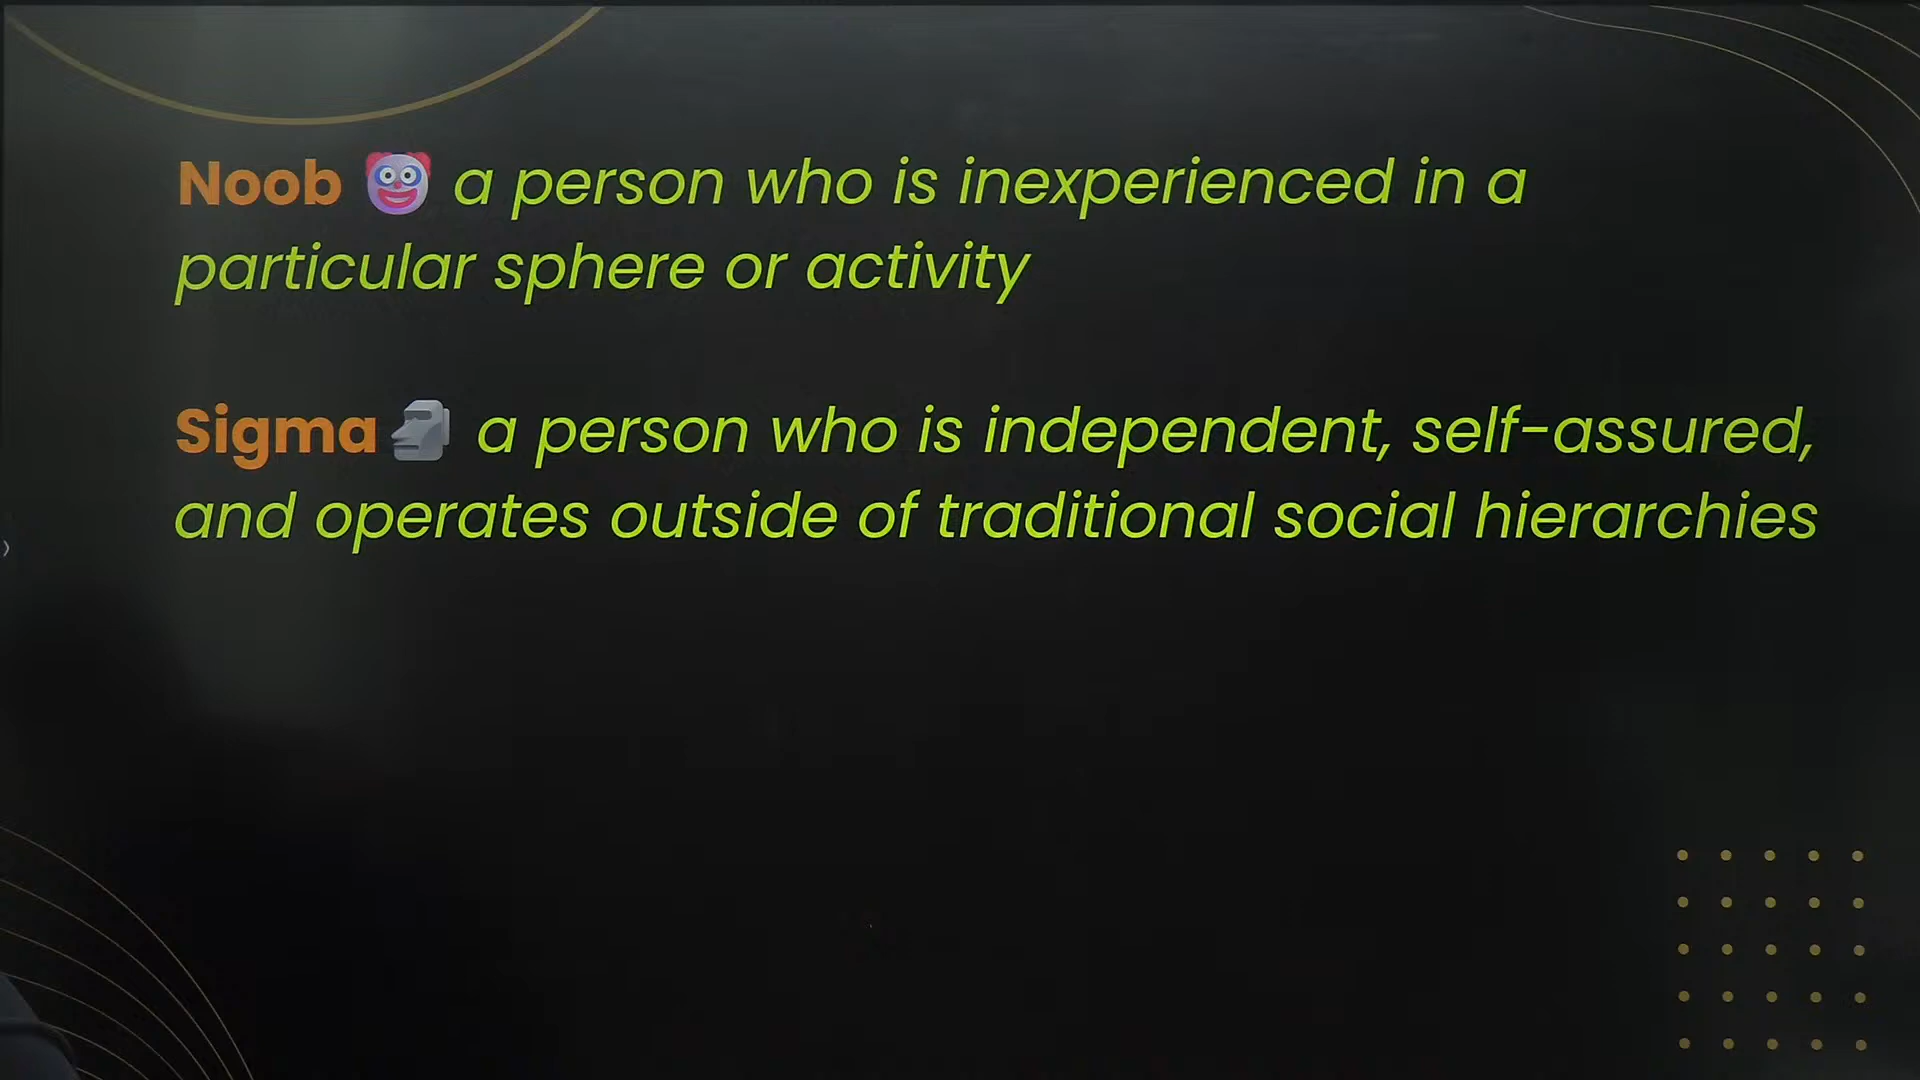 Noob 🤡 a person who is inexperienced in a
particular sphere or activity
Sigma 🗿 a person who is independent, self-assured,
and operates outside of traditional social hierarchies